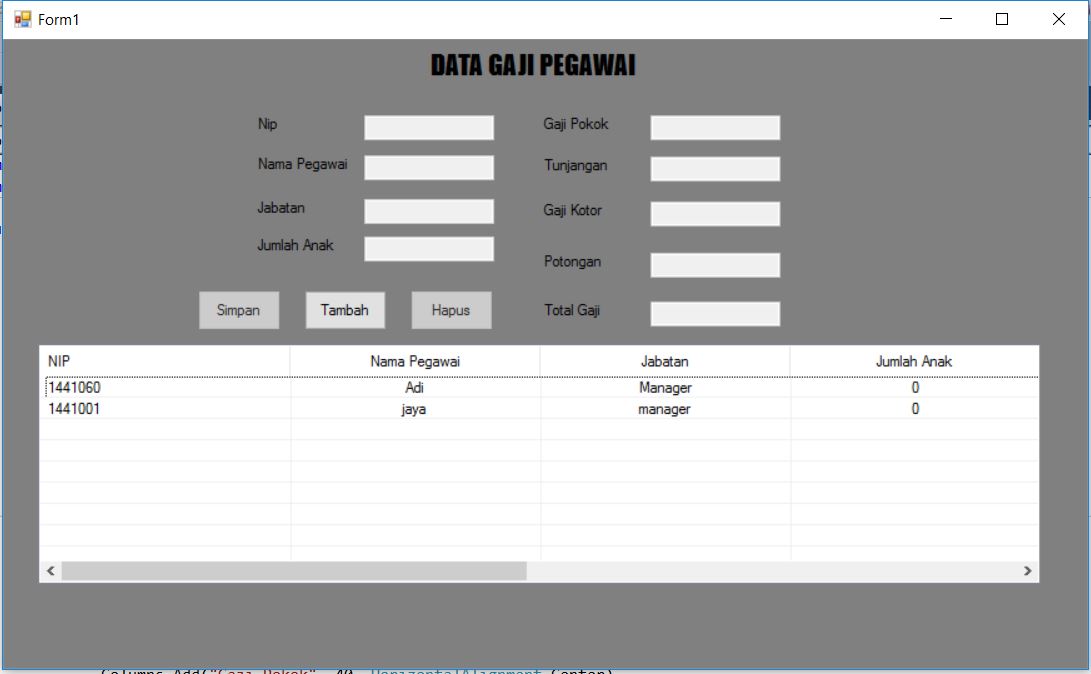 Form1
DATA GAJI PEGAWAI
Nip
Nama Pegawai
Jabatan
Jumlah Anak
Gaji Pokok
Tunjangan
Gaji Kotor
Potongan
Total Gaji
Simpan Tambah Hapus
NIP Nama Pegawai Jabatan Jumlah Anak
1441060 Adi Manager 0
1441001 jaya manager 0